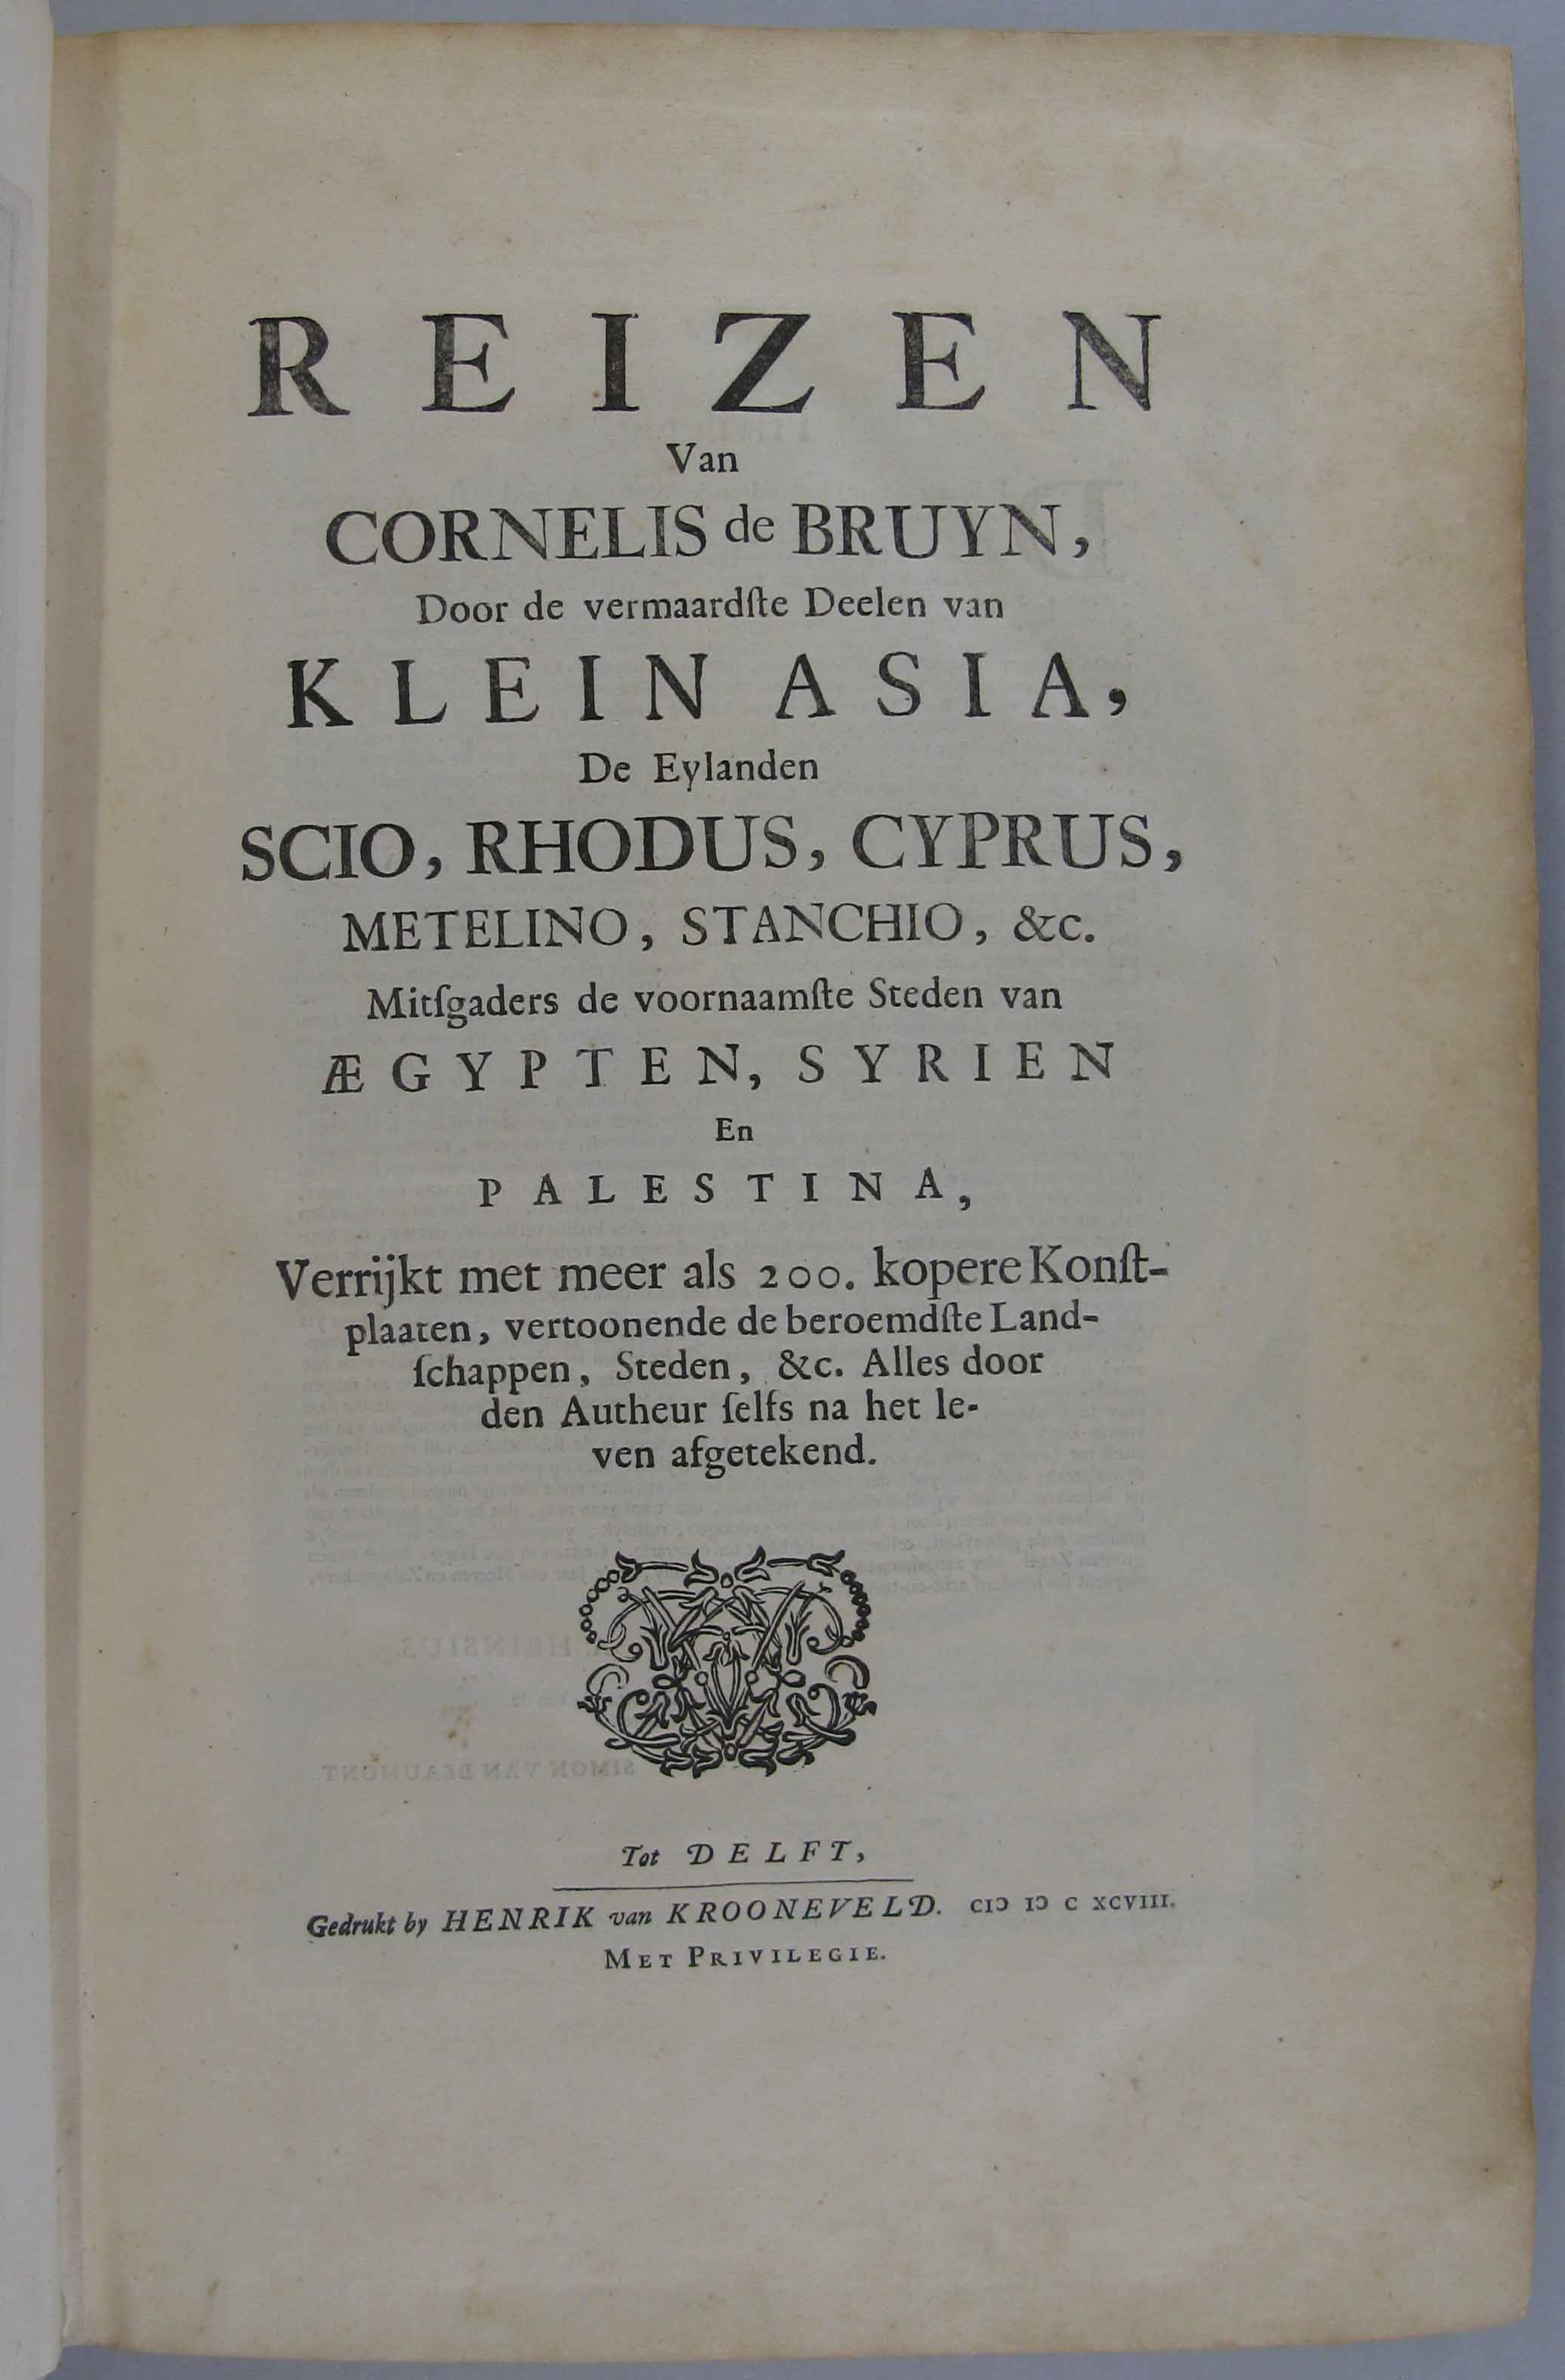 REIZEN
Van
CORNELIS de BRUYN,
Door de vermaardſte Deelen van
KLEIN ASIA,
De Eylanden
SCIO, RHODUS, CYPRUS,
METELINO, STANCHIO, &c.
Mitſgaders de voornaamſte Steden van
ÆGYPTEN, SYRIEN
En
PALESTINA,
Verrijkt met meer als 200. kopere Konſt-
plaaten, vertoonende de beroemdſte Land-
ſchappen, Steden, &c. Alles door
den Autheur ſelfs na het le-
ven afgetekend.
Tot DELFT,
Gedrukt by HENRIK van KROONEVELD. CIↃ IↃ C XCVIII.
MET PRIVILEGIE.